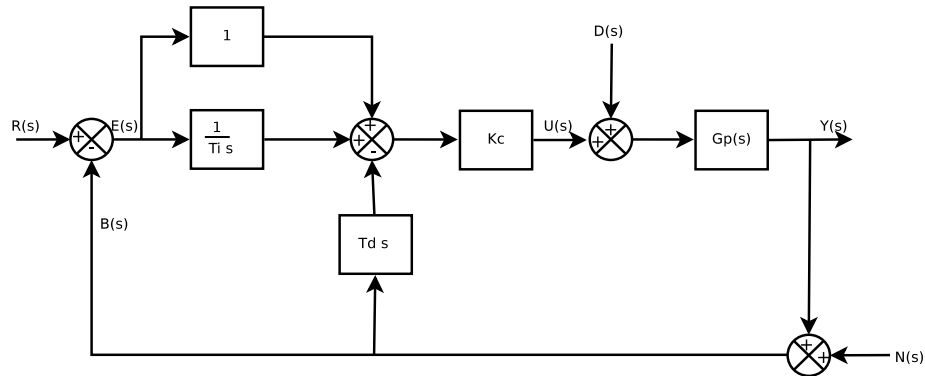 1
D(s)
R(s)
+
-
E(s)
1
Ti s
+
+
-
Kc
U(s)
+
+
Gp(s)
Y(s)
B(s)
Td s
+
+
N(s)